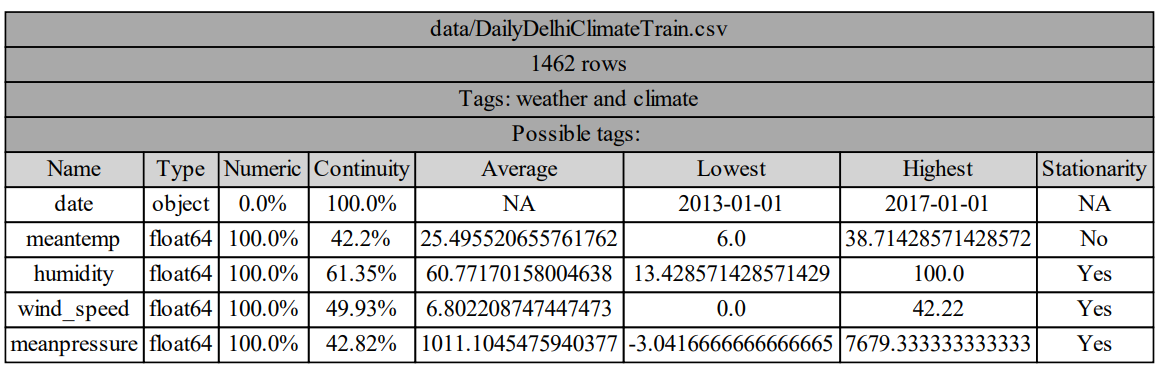 data/DailyDelhiClimateTrain.csv
1462 rows
Tags: weather and climate
Possible tags:
Name Type Numeric Continuity Average Lowest Highest Stationarity
date object 0.0% 100.0% NA 2013-01-01 2017-01-01 NA
meantemp float64 100.0% 42.2% 25.495520655761762 6.0 38.71428571428572 No
humidity float64 100.0% 61.35% 60.77170158004638 13.428571428571429 100.0 Yes
wind_speed float64 100.0% 49.93% 6.802208747447473 0.0 42.22 Yes
meanpressure float64 100.0% 42.82% 1011.1045475940377 -3.0416666666666665 7679.333333333333 Yes